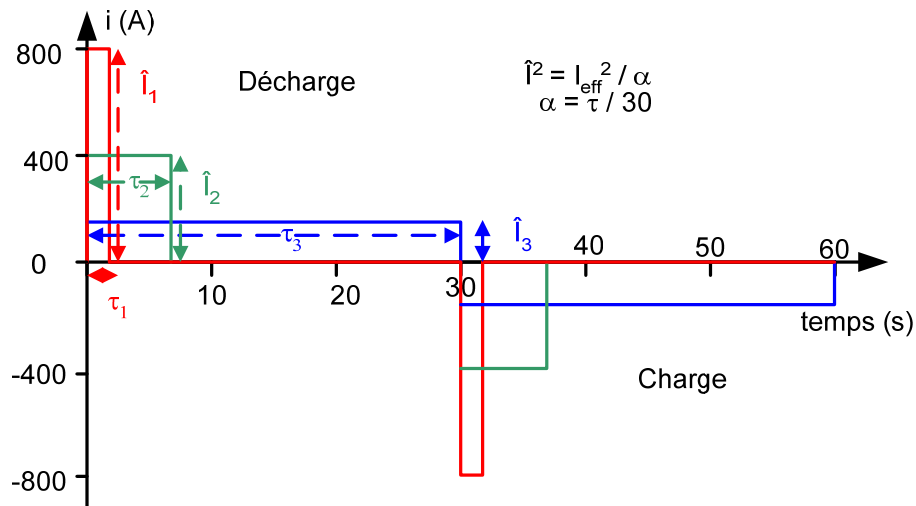 i (A)
800
Décharge
Î1
Î² = Ieff² / α
α = τ / 30
400
τ2
Î2
τ3
Î3
0
10
20
30
40
50
60
τ1
temps (s)
-400
Charge
-800